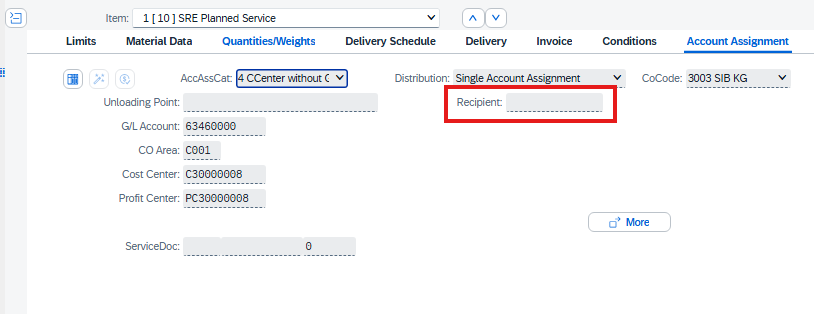 Item: 1 [ 10 ] SRE Planned Service
Limits Material Data Quantities/Weights Delivery Schedule Delivery Invoice Conditions Account Assignment
AccAssCat: 4 CCenter without Distribution: Single Account Assignment CoCode: 3003 SIB KG
Unloading Point: Recipient:
G/L Account: 63460000
CO Area: C001
Cost Center: C30000008
Profit Center: PC30000008
More
ServiceDoc: 0